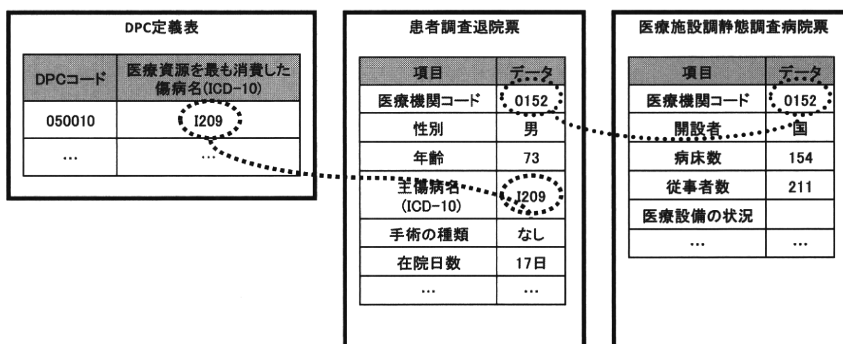 DPC定義表
DPCコード 医療資源を最も消費した
傷病名(ICD-10)
050010 I209
… …
患者調査退院票
項目 データ
医療機関コード 0152
性別 男
年齢 73
主傷病名
(ICD-10) I209
手術の種類 なし
在院日数 17日
… …
医療施設調静態調査病院票
項目 データ
医療機関コード 0152
開設者 国
病床数 154
従事者数 211
医療設備の状況
… …